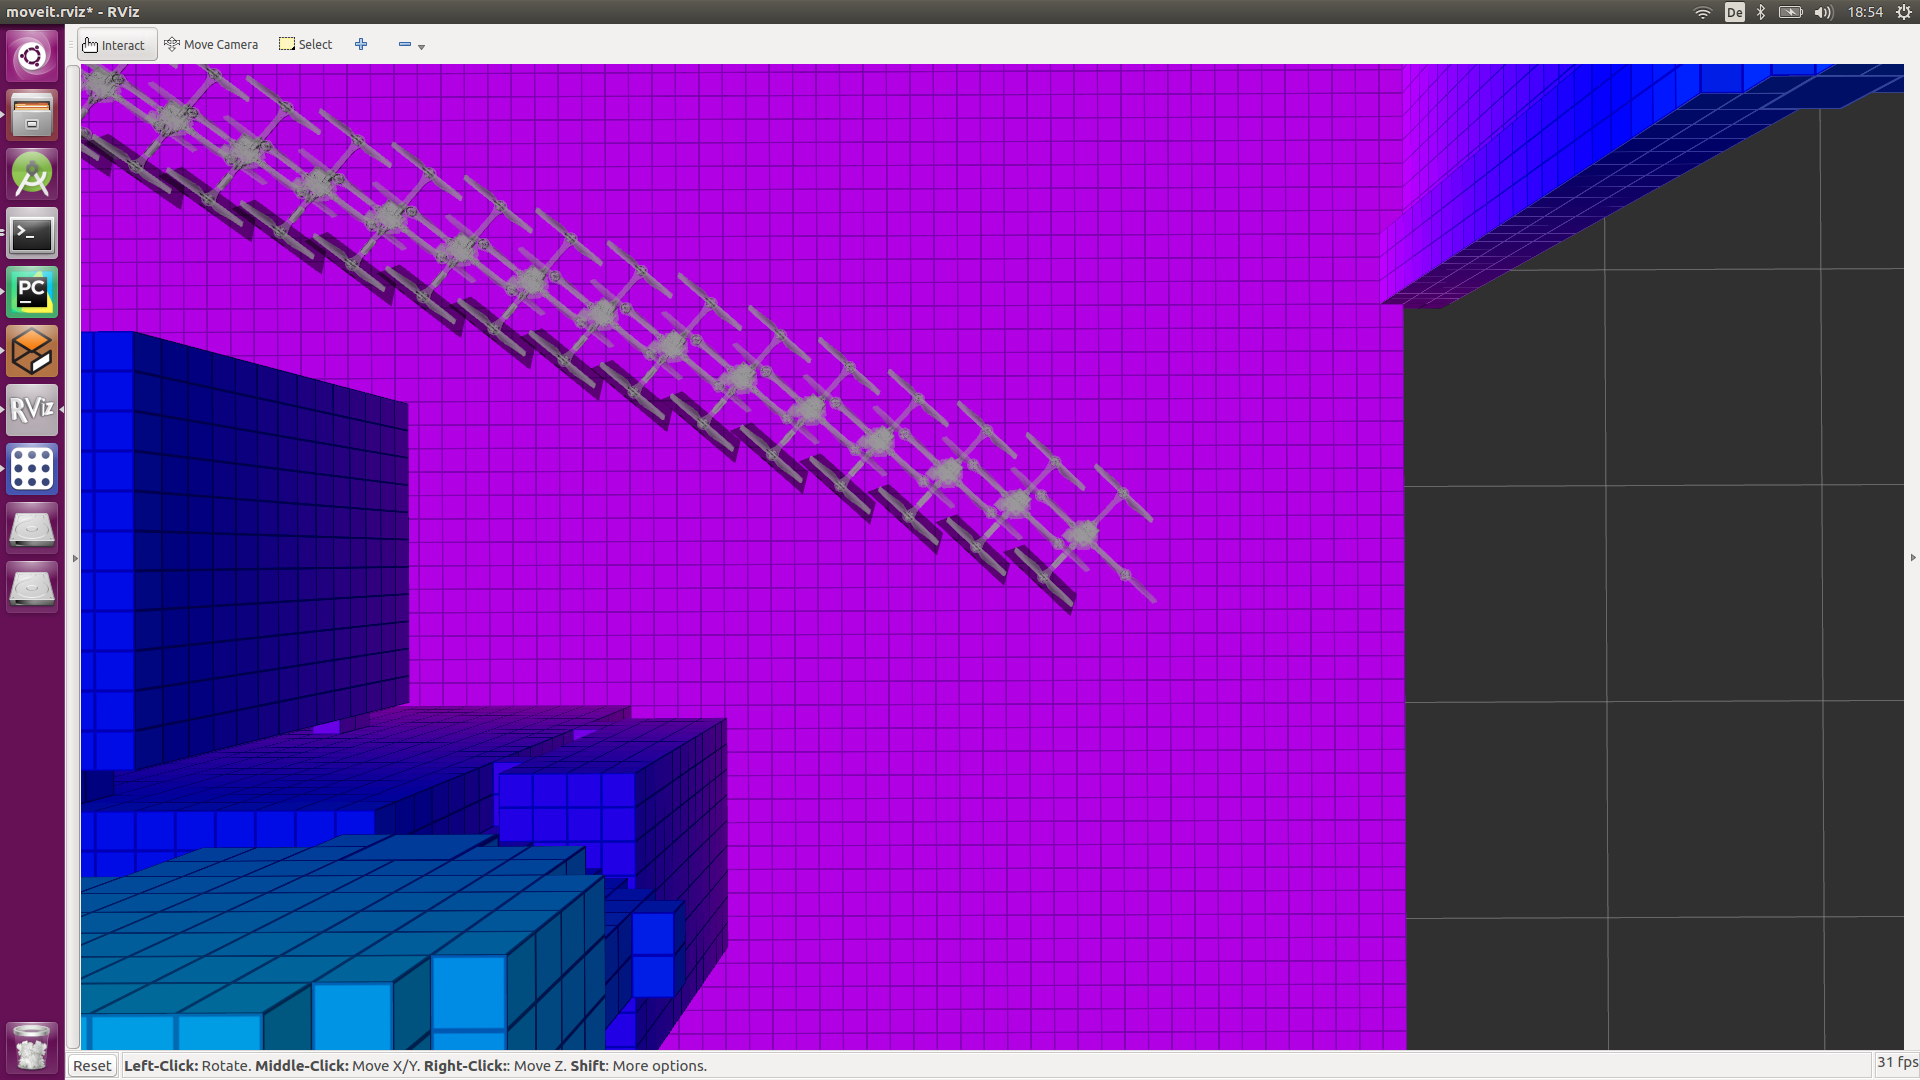 moveit.rviz* - RViz
De
18:54
Interact
Move Camera
Select
>_
PC
RViz
Reset
Left-Click: Rotate. Middle-Click: Move X/Y. Right-Click:: Move Z. Shift: More options.
31 fps